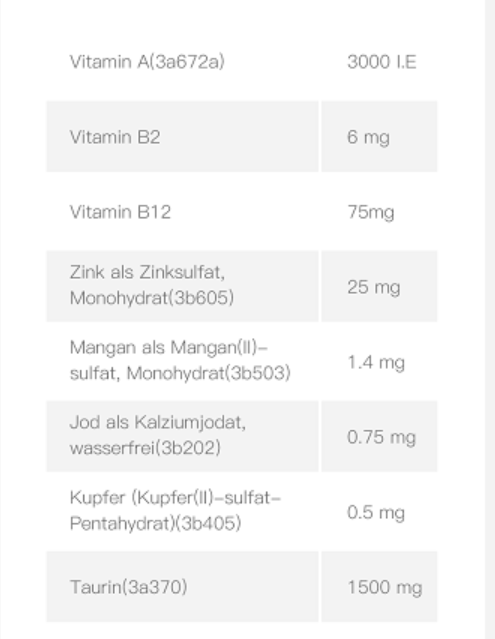 Vitamin A(3a672a) 3000 I.E
Vitamin B2 6 mg
Vitamin B12 75mg
Zink als Zinksulfat,
Monohydrat(3b605) 25 mg
Mangan als Mangan(II)–
sulfat, Monohydrat(3b503) 1.4 mg
Jod als Kalziumjodat,
wasserfrei(3b202) 0.75 mg
Kupfer (Kupfer(II)–sulfat–
Pentahydrat)(3b405) 0.5 mg
Taurin(3a370) 1500 mg